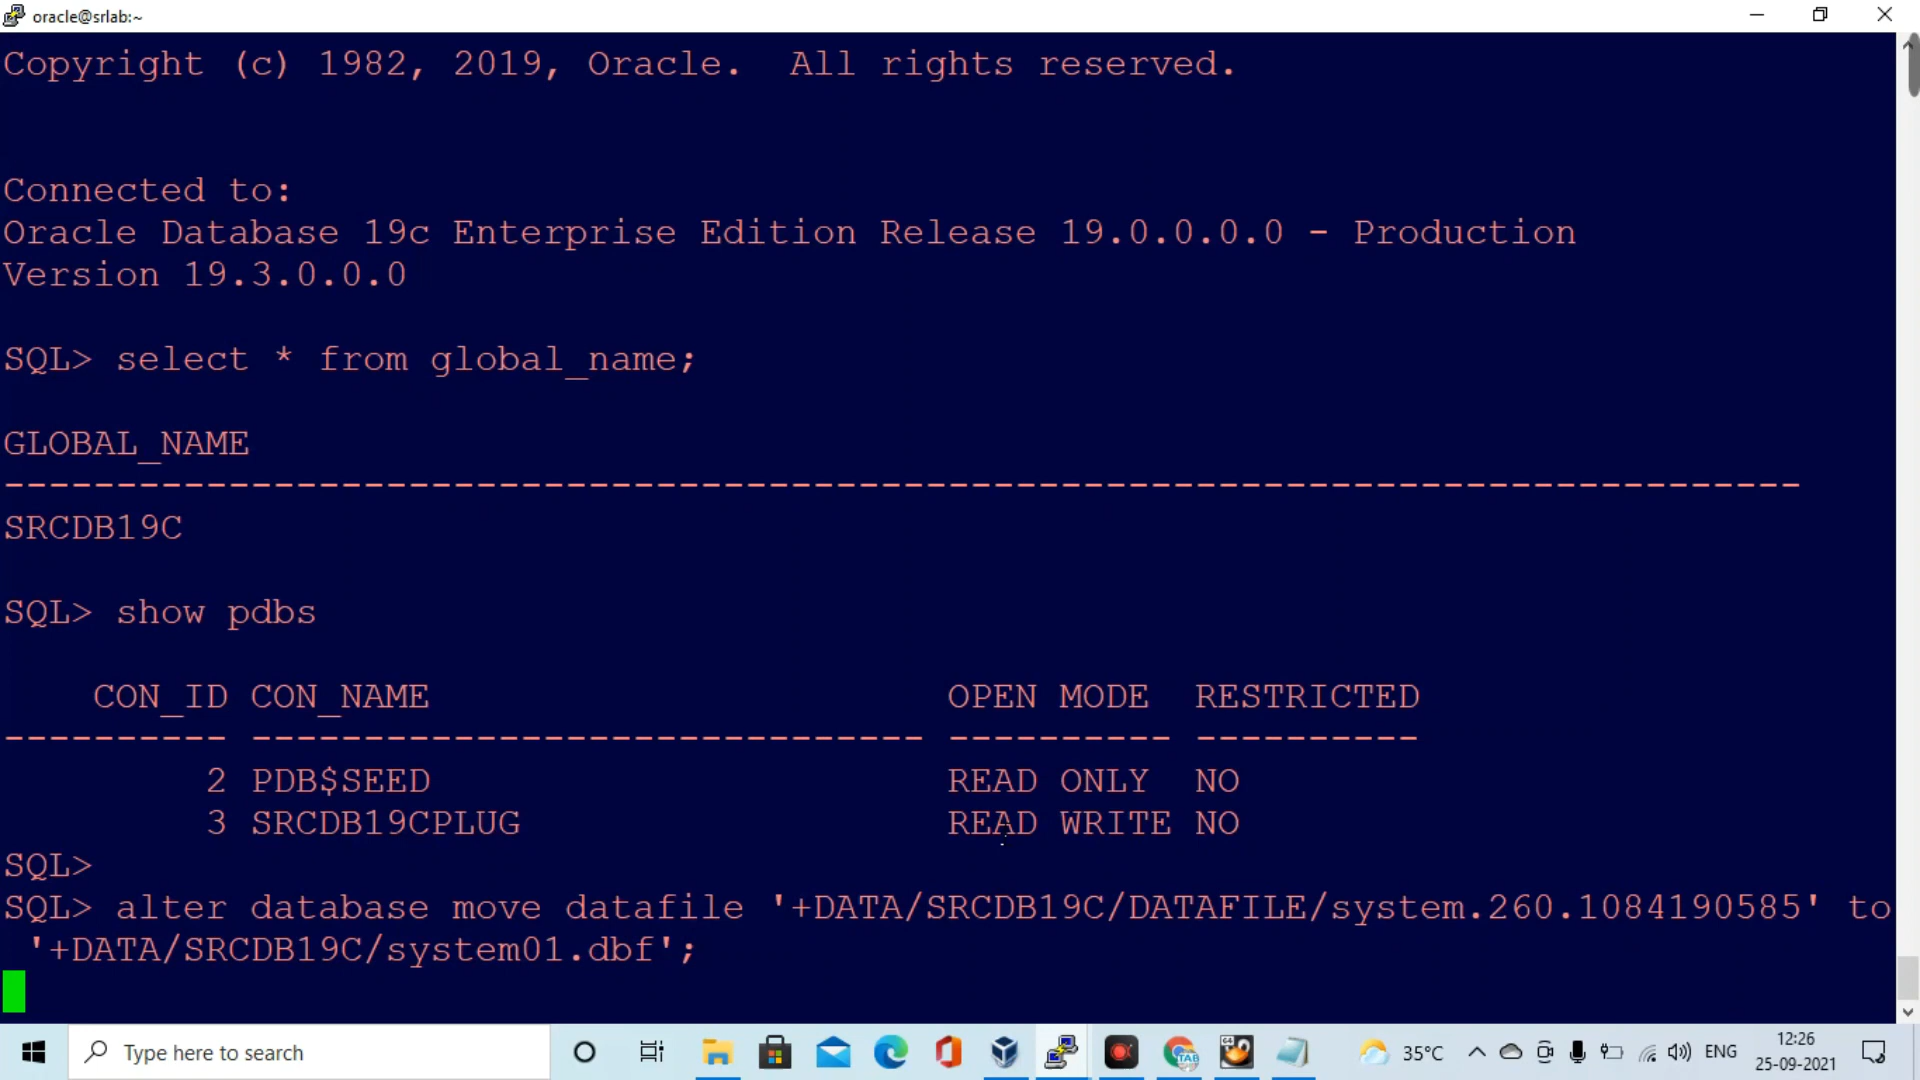 oracle@srlab:~
Copyright (c) 1982, 2019, Oracle.  All rights reserved.
Connected to:
Oracle Database 19c Enterprise Edition Release 19.0.0.0.0 - Production
Version 19.3.0.0.0
SQL> select * from global_name;
GLOBAL_NAME
--------------------------------------------------------------------------------
SRCDB19C
SQL> show pdbs
    CON_ID CON_NAME                       OPEN MODE  RESTRICTED
---------- ------------------------------ ---------- ----------
         2 PDB$SEED                       READ ONLY  NO
         3 SRCDB19CPLUG                   READ WRITE NO
SQL>
SQL> alter database move datafile '+DATA/SRCDB19C/DATAFILE/system.260.1084190585' to
 '+DATA/SRCDB19C/system01.dbf';
Type here to search
TAB
64
35°C
ENG
12:26
25-09-2021